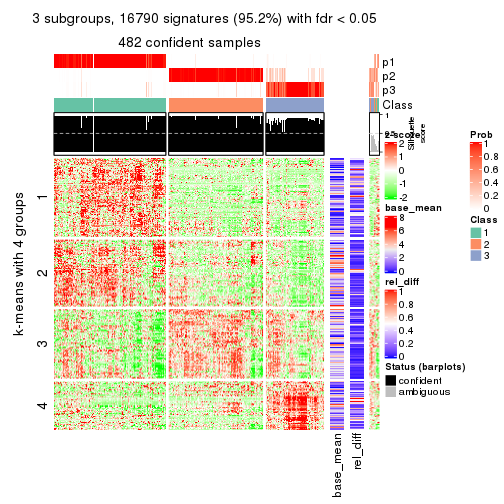 3 subgroups, 16790 signatures (95.2%) with fdr < 0.05
482 confident samples
p1
p2
p3
Class
1
0.5
Silhouette
score
k-means with 4 groups
1
2
3
4
base_mean
rel_diff
z-score
2
1
0
-2
base_mean
8
6
4
2
0
rel_diff
1
0.8
0.6
0.4
0.2
0
Status (barplots)
confident
ambiguous
Prob
1
0.8
0.6
0.4
0.2
0
Class
1
2
3